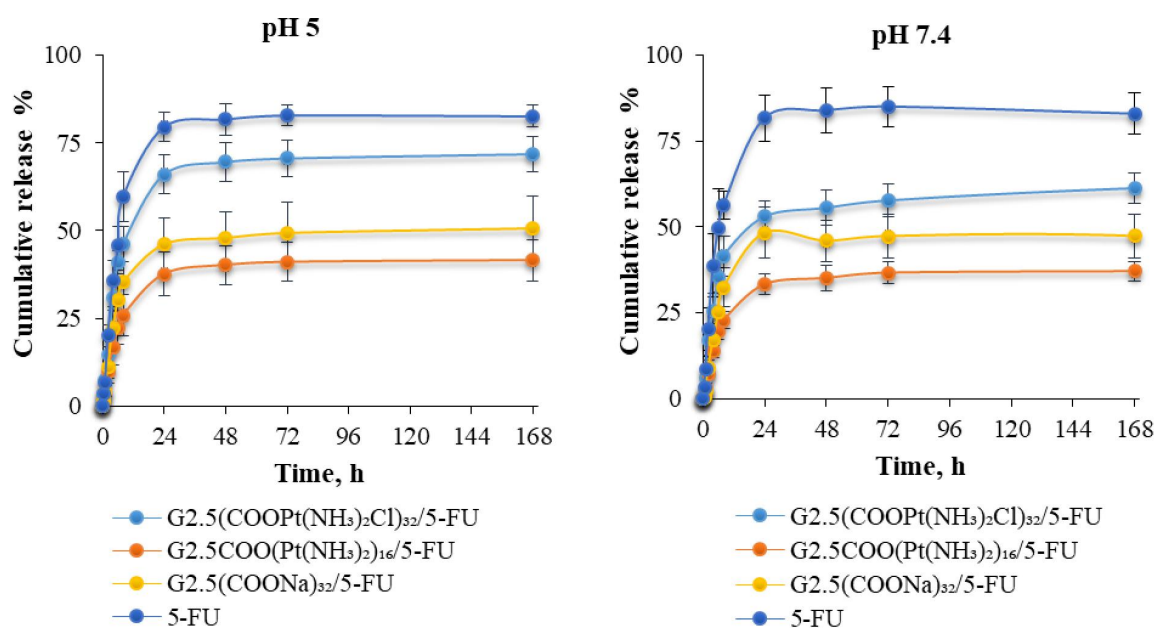 pH 5
100
75
50
25
0
Cumulative release %
0 24 48 72 96 120 144 168
Time, h
G2.5(COOPt(NH₃)₂Cl)₃₂/5-FU
G2.5COO(Pt(NH₃)₂)₁₆/5-FU
G2.5(COONa)₃₂/5-FU
5-FU
pH 7.4
100
75
50
25
0
Cumulative release %
0 24 48 72 96 120 144 168
Time, h
G2.5(COOPt(NH₃)₂Cl)₃₂/5-FU
G2.5COO(Pt(NH₃)₂)₁₆/5-FU
G2.5(COONa)₃₂/5-FU
5-FU